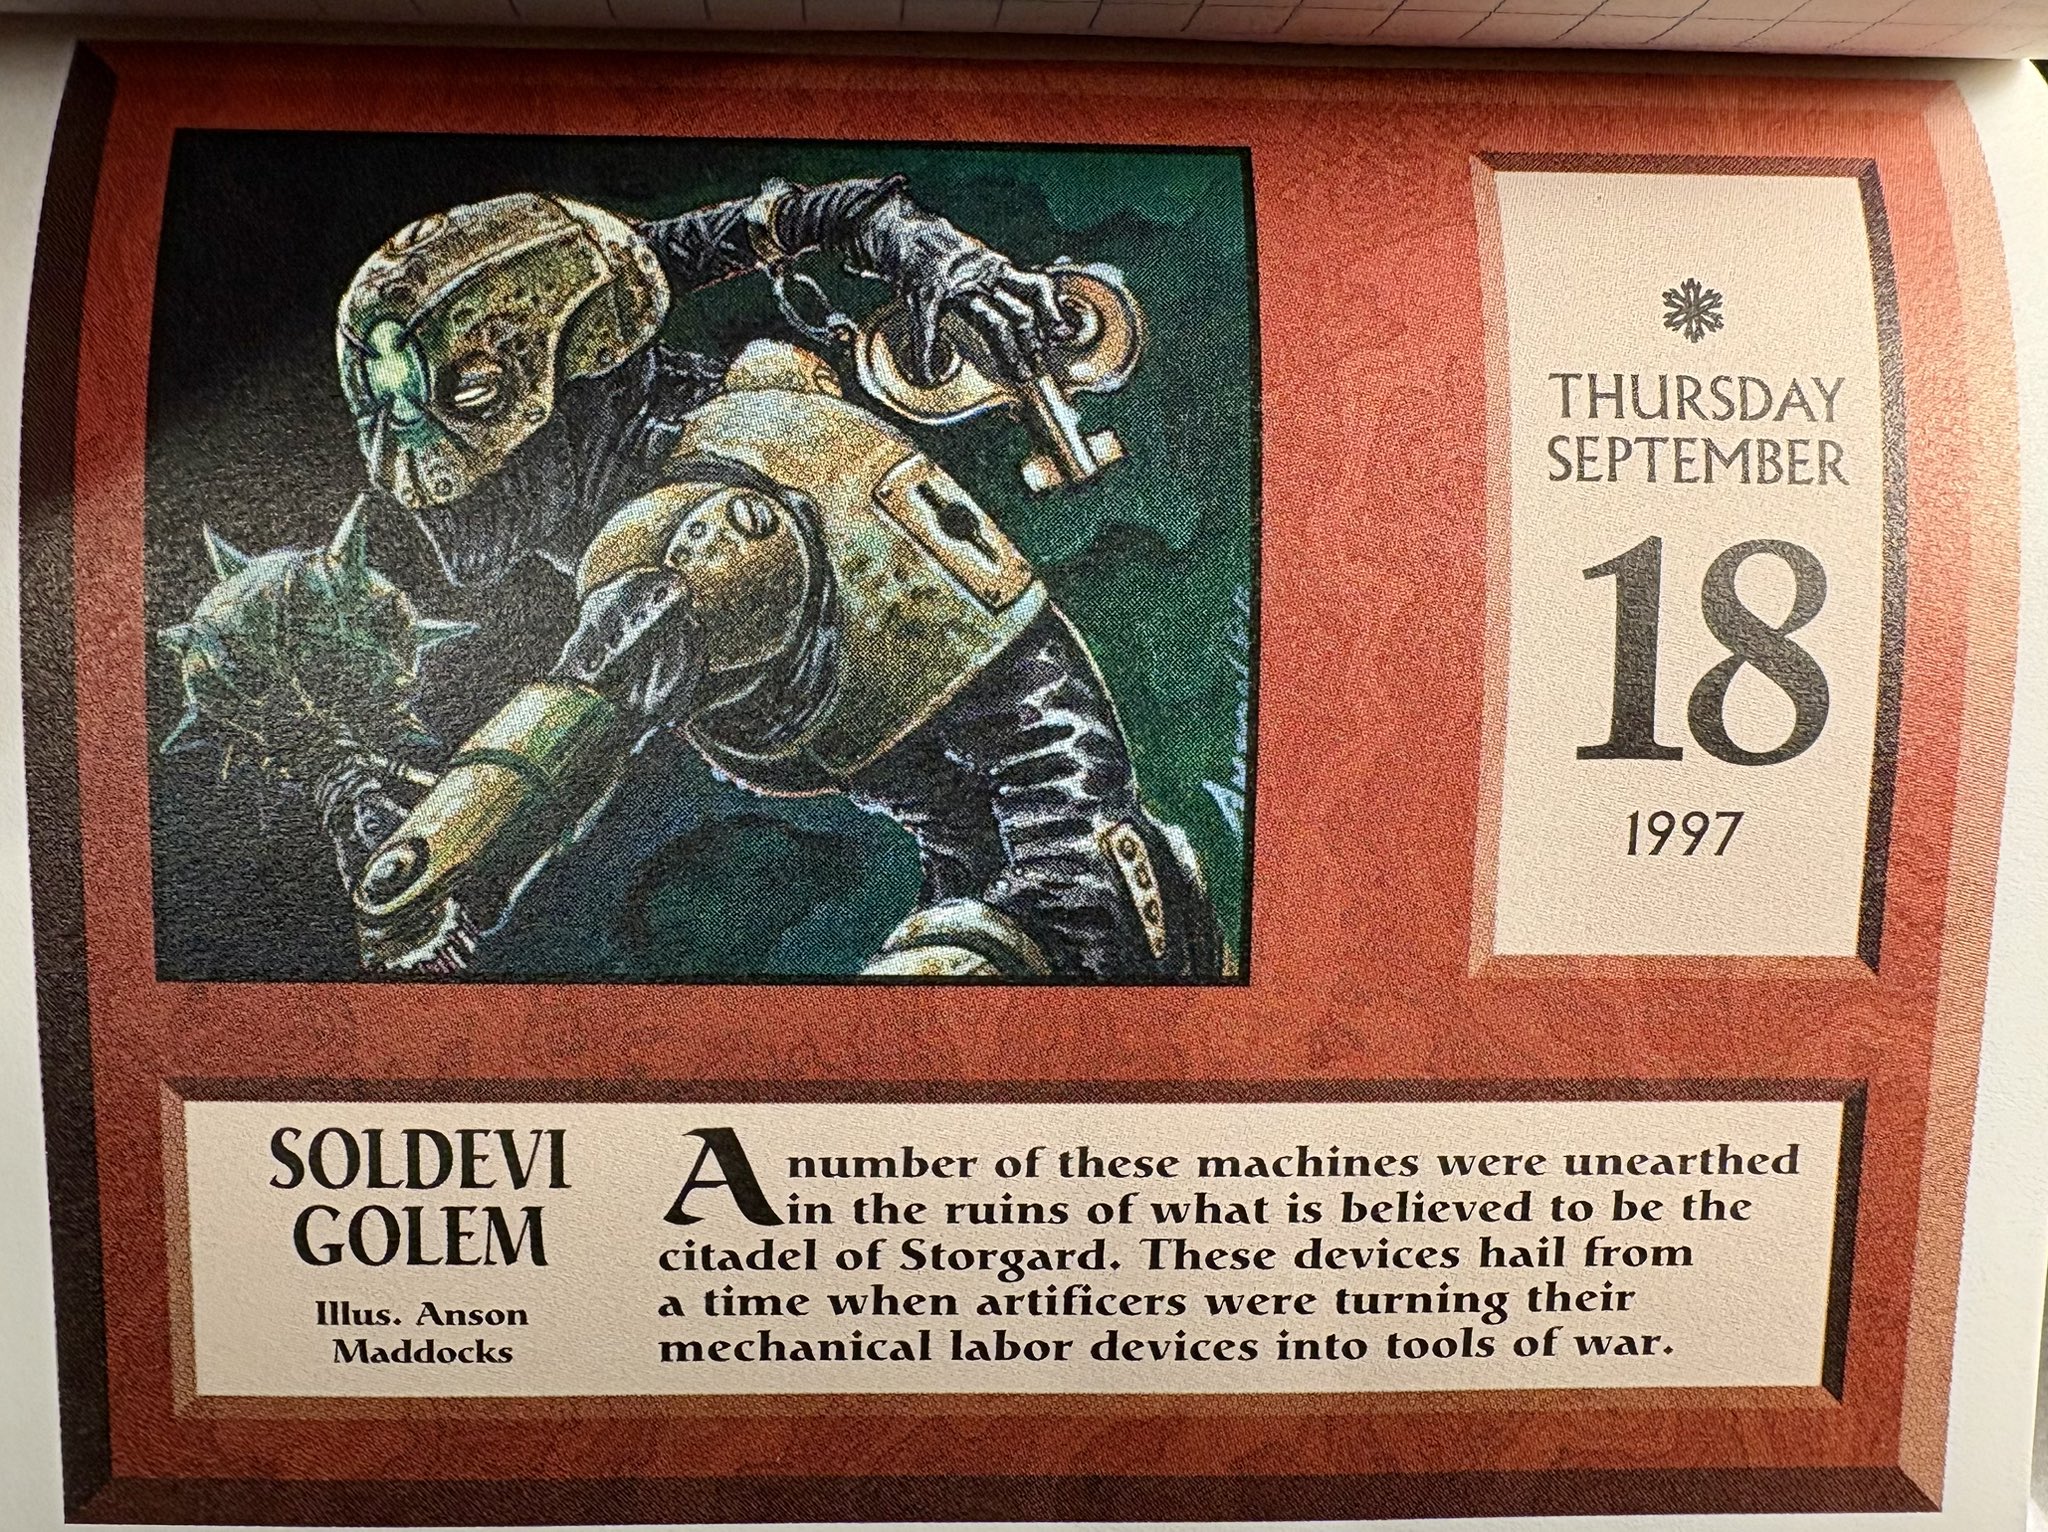 THURSDAY
SEPTEMBER
18
1997
SOLDEVI
GOLEM
Illus. Anson
Maddocks
A number of these machines were unearthed
in the ruins of what is believed to be the
citadel of Storgard. These devices hail from
a time when artificers were turning their
mechanical labor devices into tools of war.